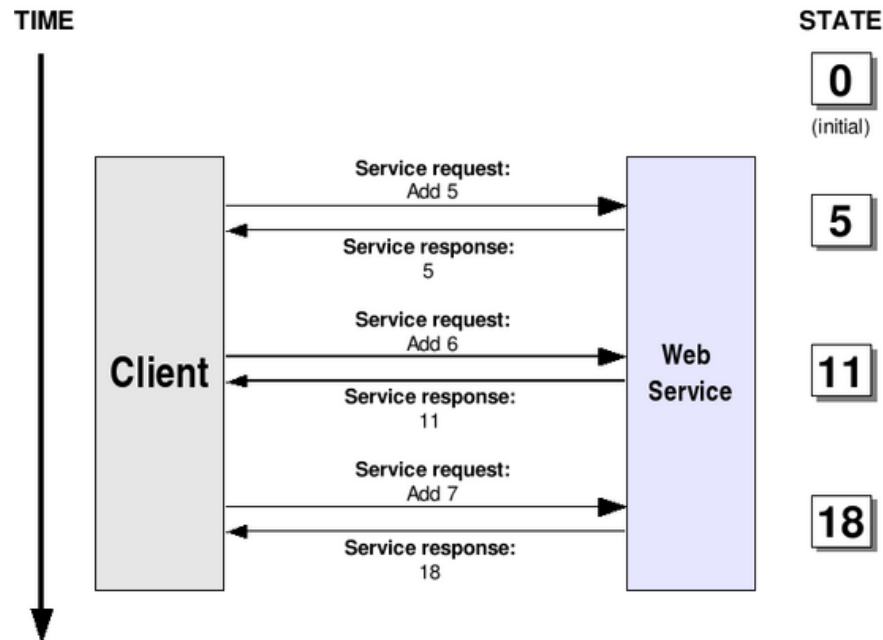 TIME
STATE
0
(initial)
Service request:
Add 5
5
Service response:
5
Service request:
Add 6
Client
Web
Service
11
Service response:
11
Service request:
Add 7
18
Service response:
18